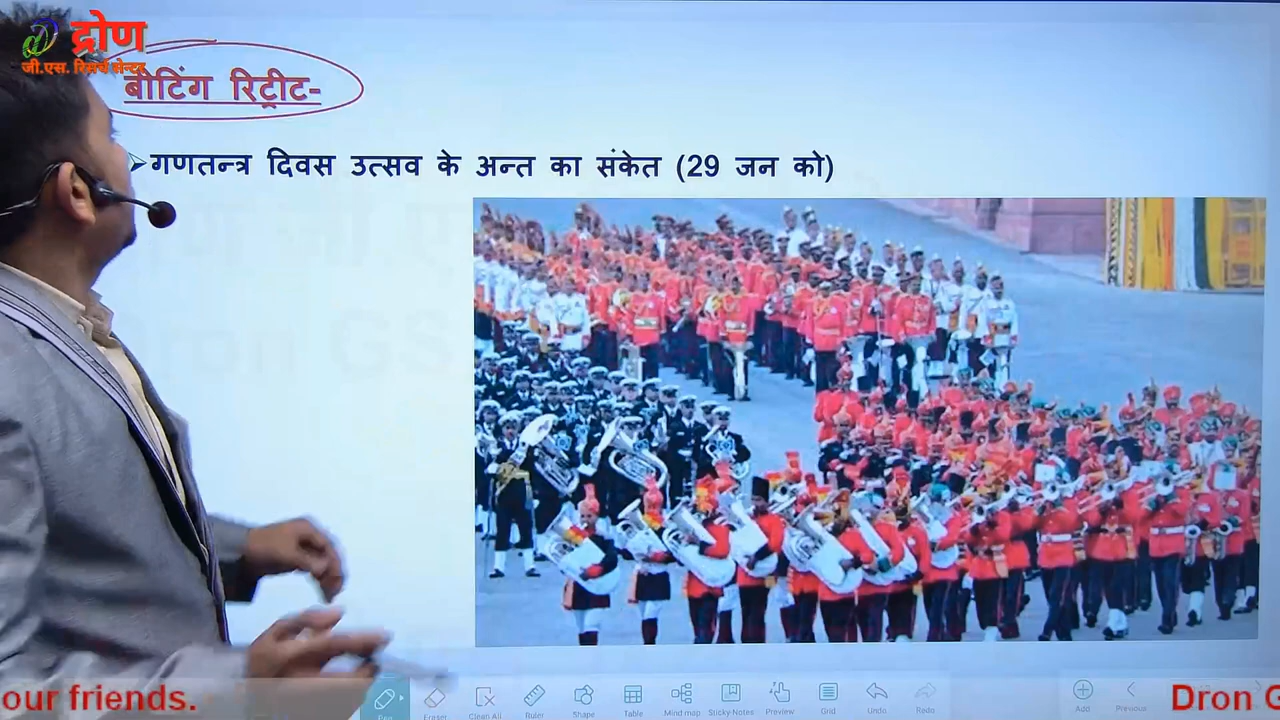 द्रोण
जी.एस. रिसर्च सेन्टर
बीटिंग रिट्रीट-
गणतन्त्र दिवस उत्सव के अन्त का संकेत (29 जन को)
our friends.
Dron G
Pen
Eraser
Clean All
Ruler
Shape
Table
Mind map
Sticky-Notes
Preview
Grid
Undo
Redo
Add
Previous